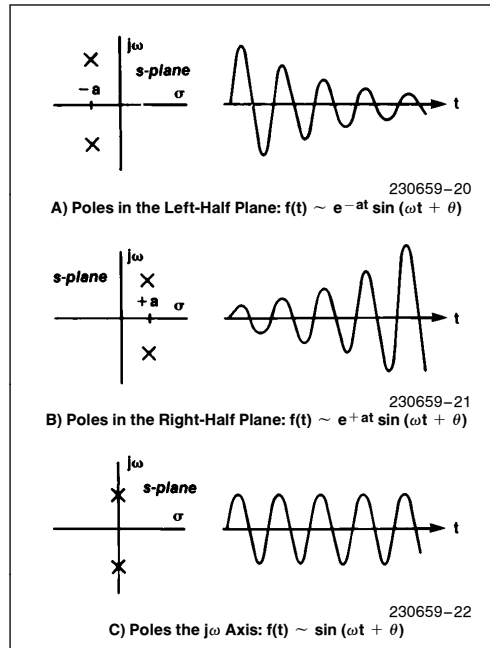 jω
s-plane
−a
σ
t
230659–20
A) Poles in the Left-Half Plane: f(t) ∼ e−at sin (ωt + θ)
jω
s-plane
+a
σ
t
230659–21
B) Poles in the Right-Half Plane: f(t) ∼ e+at sin (ωt + θ)
jω
s-plane
σ
t
230659–22
C) Poles the jω Axis: f(t) ∼ sin (ωt + θ)